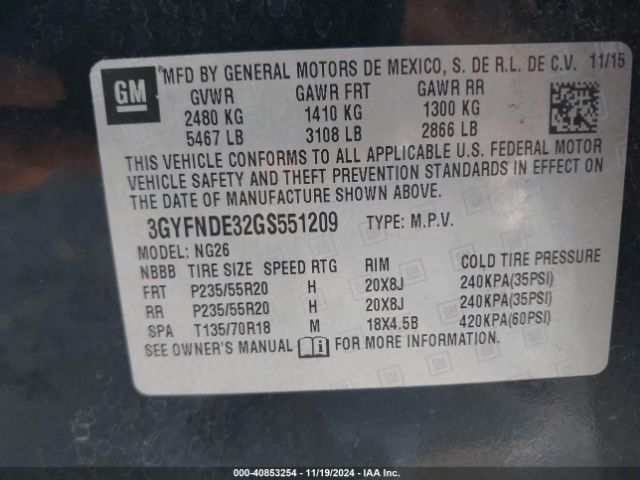 GM
*MFD BY GENERAL MOTORS DE MEXICO, S. DE R.L. DE C.V. 11/15
GVWR GAWR FRT GAWR RR
2480 KG 1410 KG 1300 KG
5467 LB 3108 LB 2866 LB
THIS VEHICLE CONFORMS TO ALL APPLICABLE U.S. FEDERAL MOTOR
VEHICLE SAFETY AND THEFT PREVENTION STANDARDS IN EFFECT ON
THE DATE OF MANUFACTURE SHOWN ABOVE.
3GYFNDE32GS551209 TYPE: M.P.V.
MODEL: NG26
NBBB TIRE SIZE SPEED RTG RIM COLD TIRE PRESSURE
FRT P235/55R20 H 20X8J 240KPA(35PSI)
RR P235/55R20 H 20X8J 240KPA(35PSI)
SPA T135/70R18 M 18X4.5B 420KPA(60PSI)
SEE OWNER'S MANUAL FOR MORE INFORMATION.
000-40853254 - 11/19/2024 - IAA Inc.